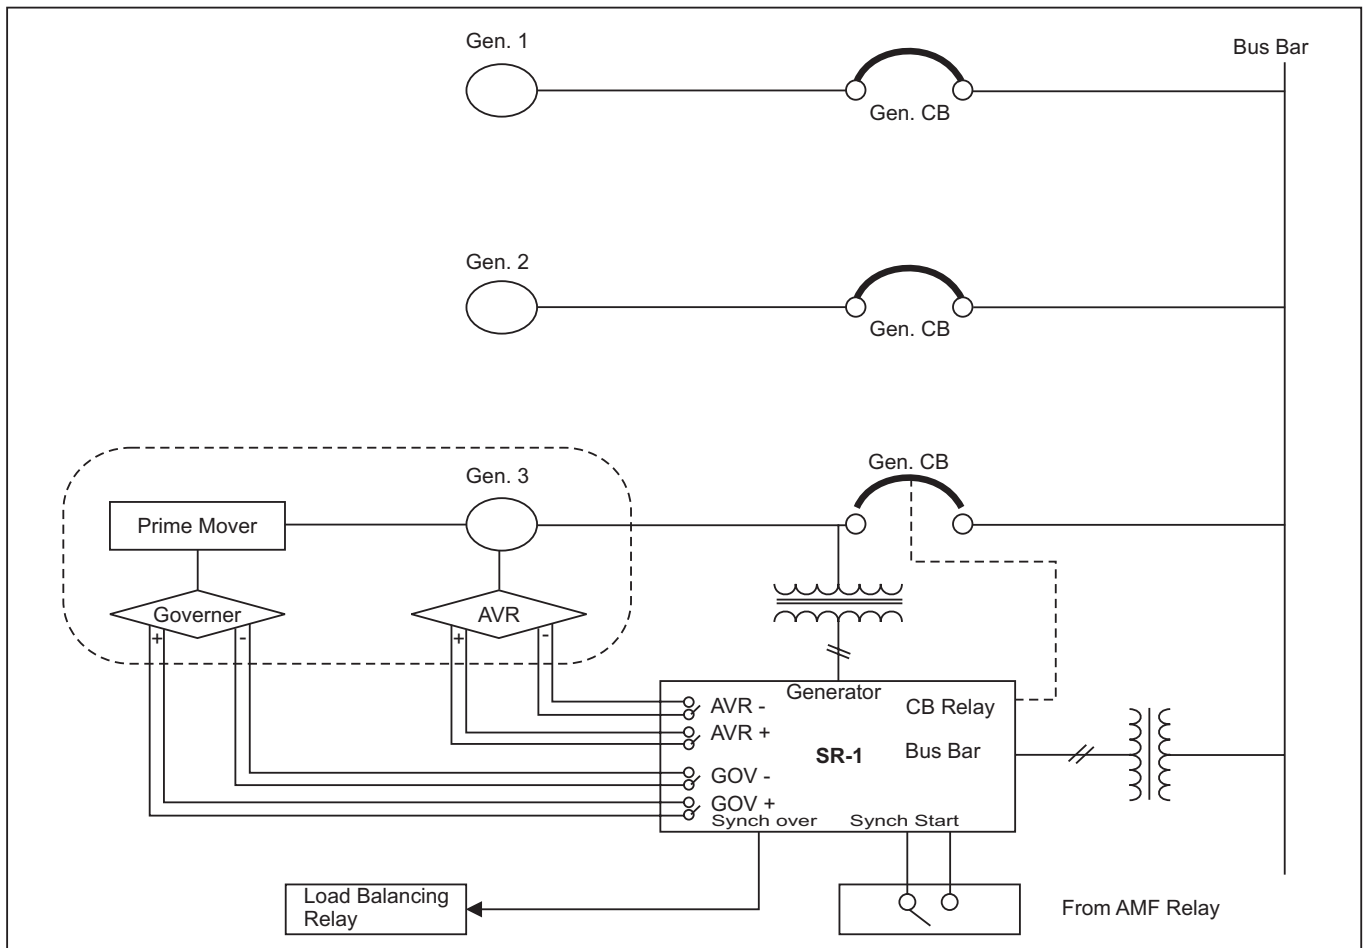 Gen. 1
Bus Bar
Gen. CB
Gen. 2
Gen. CB
Gen. CB
Gen. 3
Prime Mover
Governer
AVR
+
-
+
-
Generator
AVR -
CB Relay
AVR +
Bus Bar
SR-1
GOV -
GOV +
Synch over
Synch Start
Load Balancing
Relay
From AMF Relay